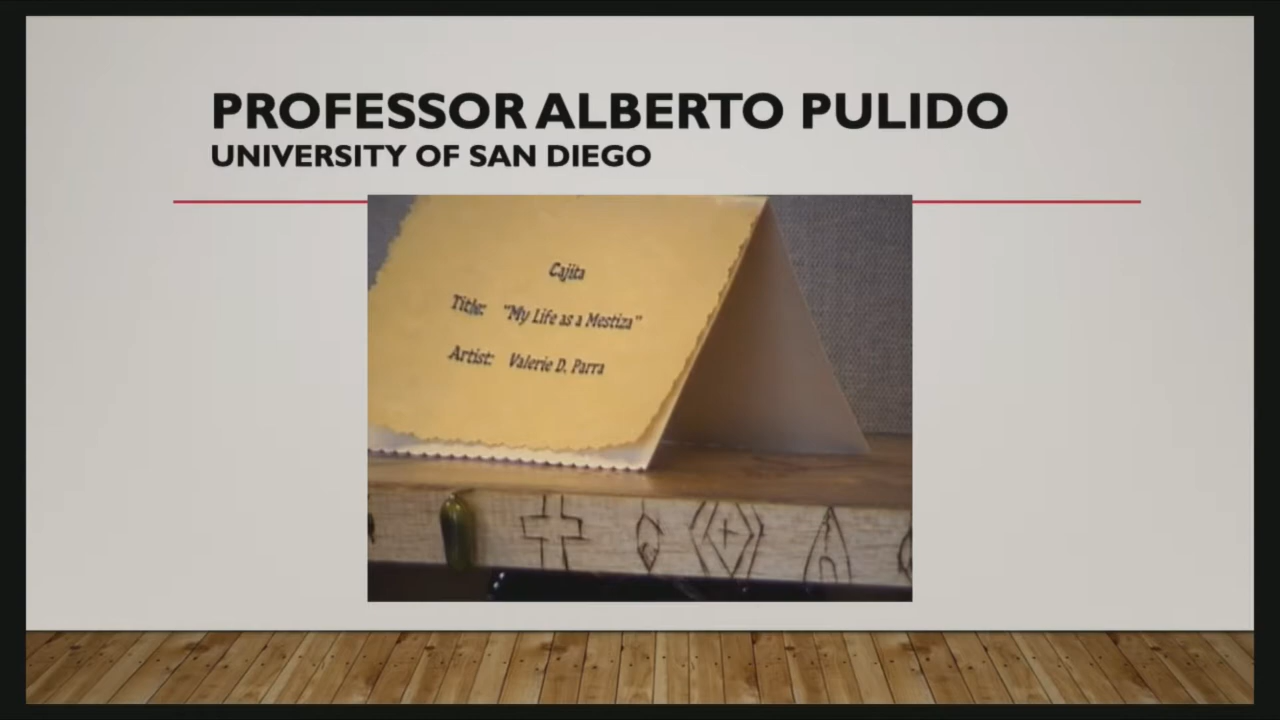 PROFESSOR ALBERTO PULIDO
UNIVERSITY OF SAN DIEGO
Cajita
Title: "My Life as a Mestiza"
Artist: Valerie D. Parra